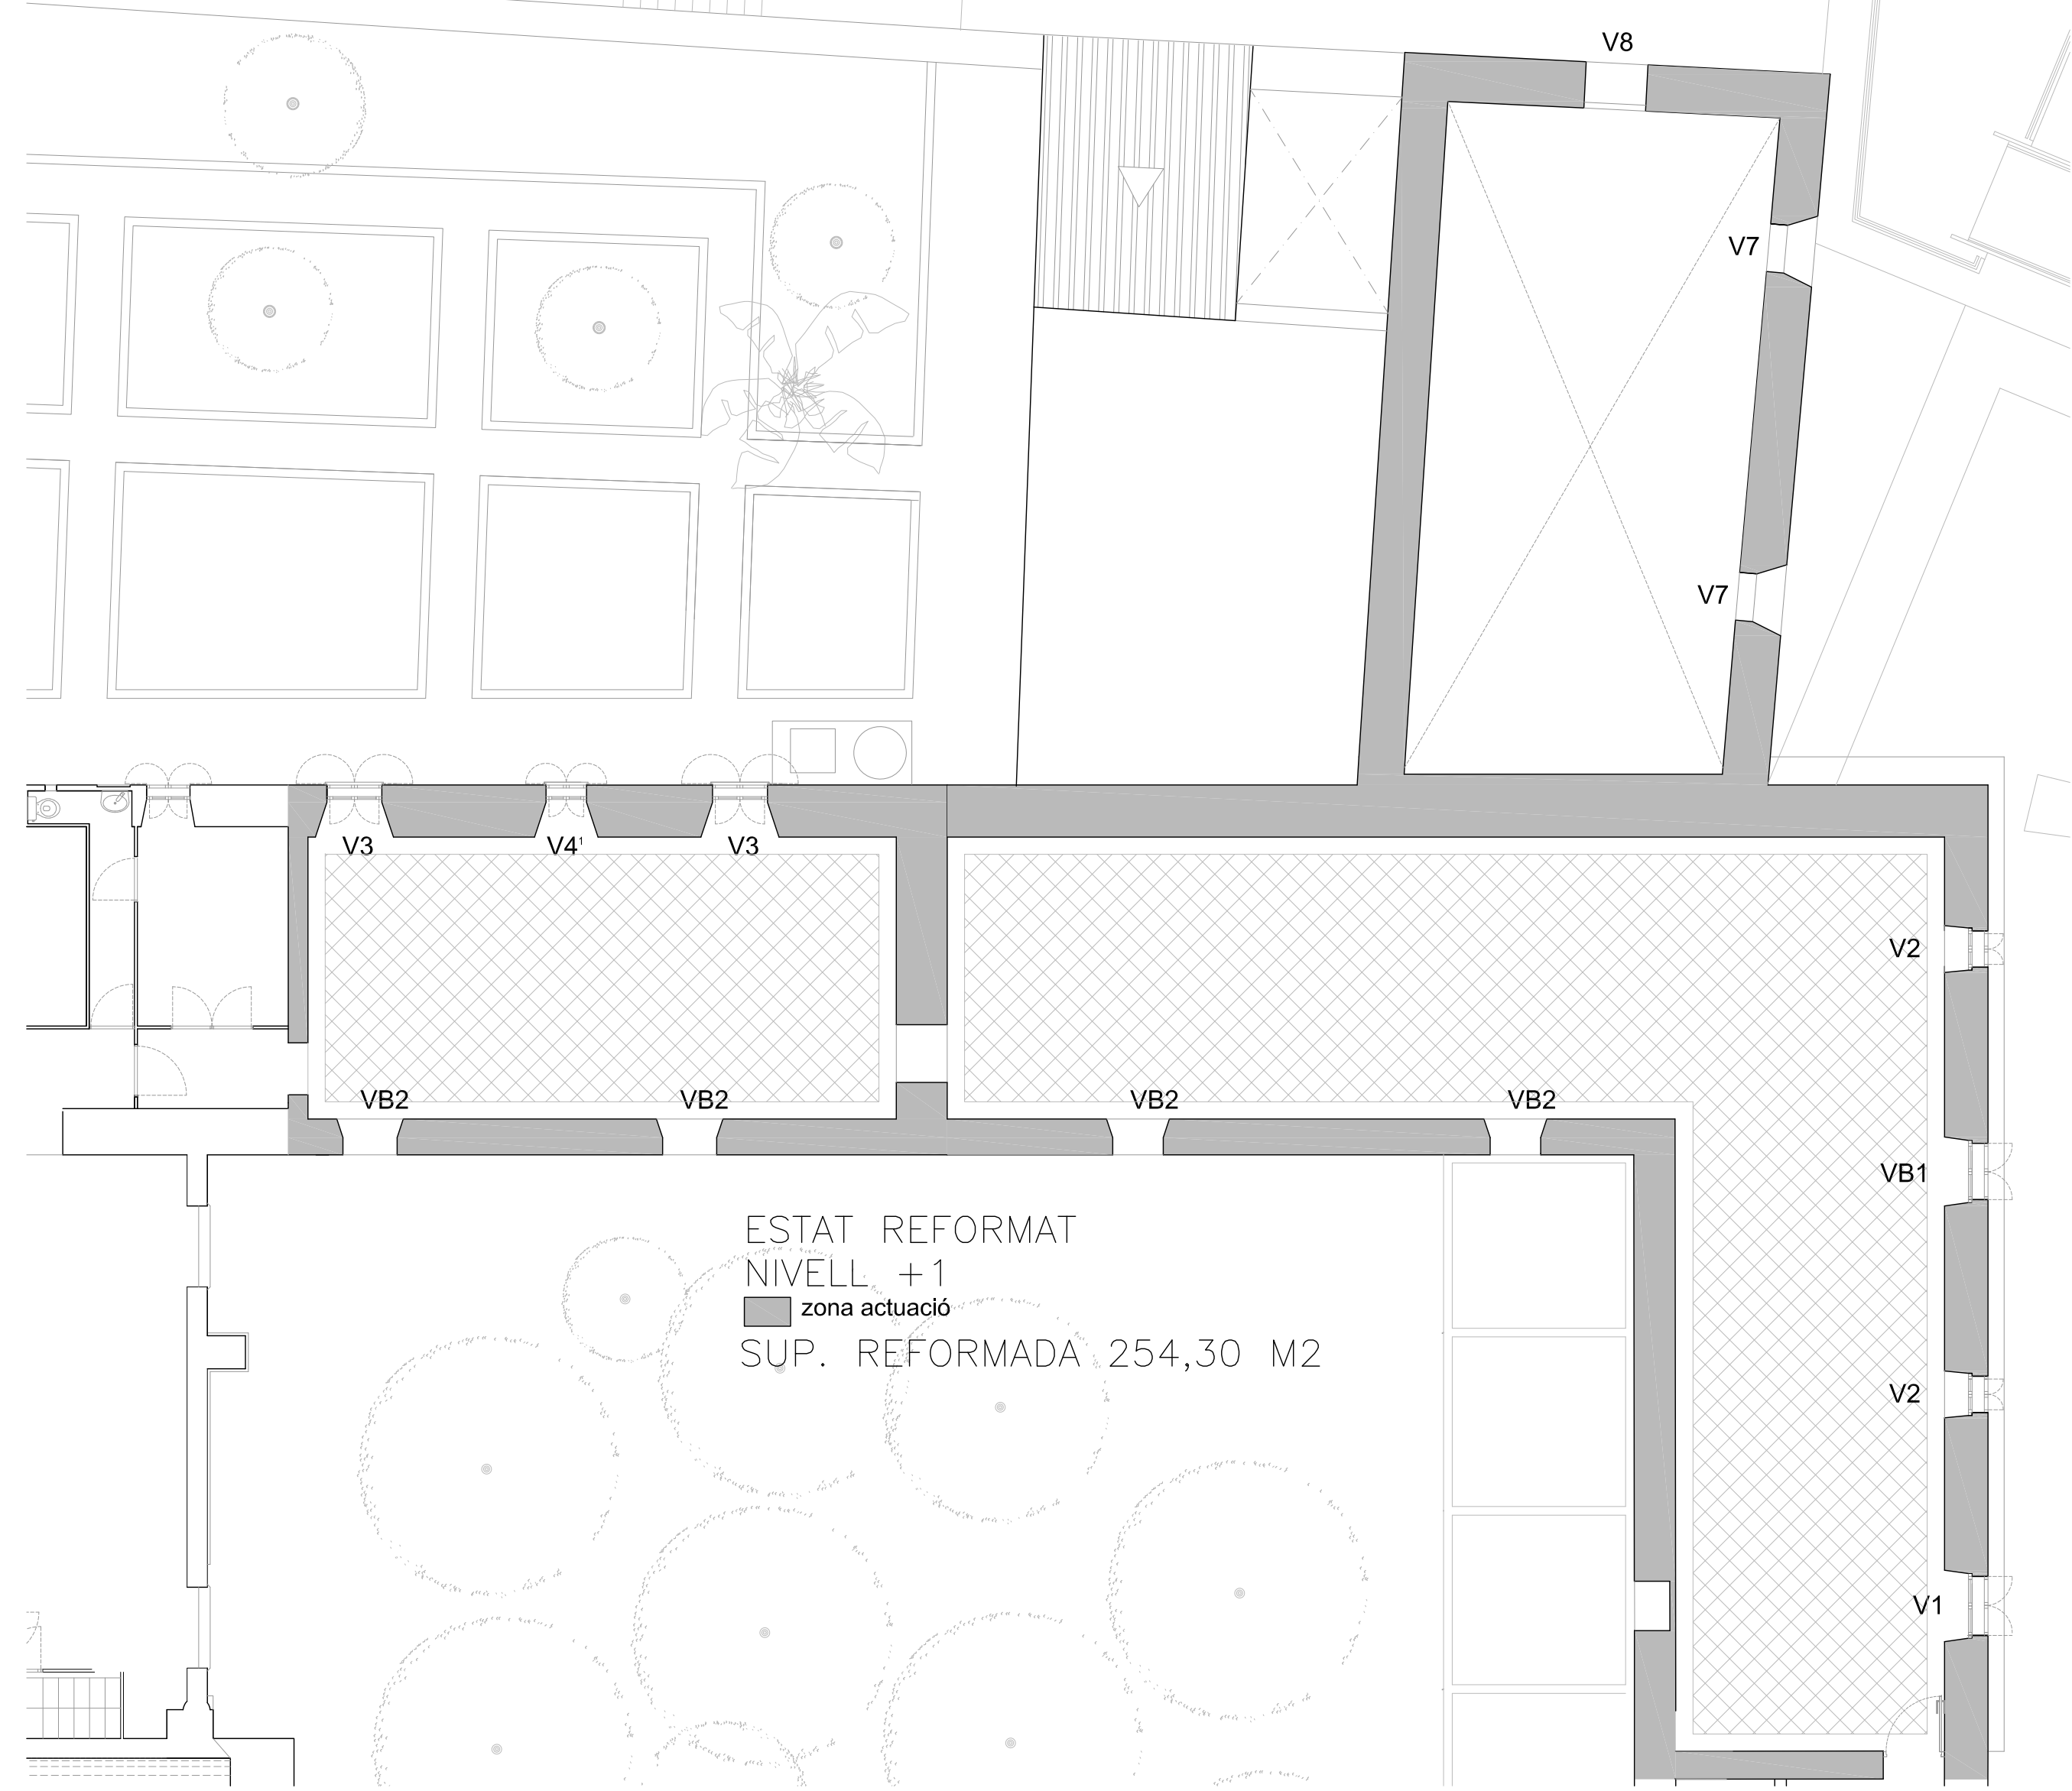 V8
V7
V7
V3
V4¹
V3
V2
VB2
VB2
VB2
VB2
VB1
ESTAT REFORMAT
NIVELL +1
zona actuació
SUP. REFORMADA 254,30 M2
V2
V1